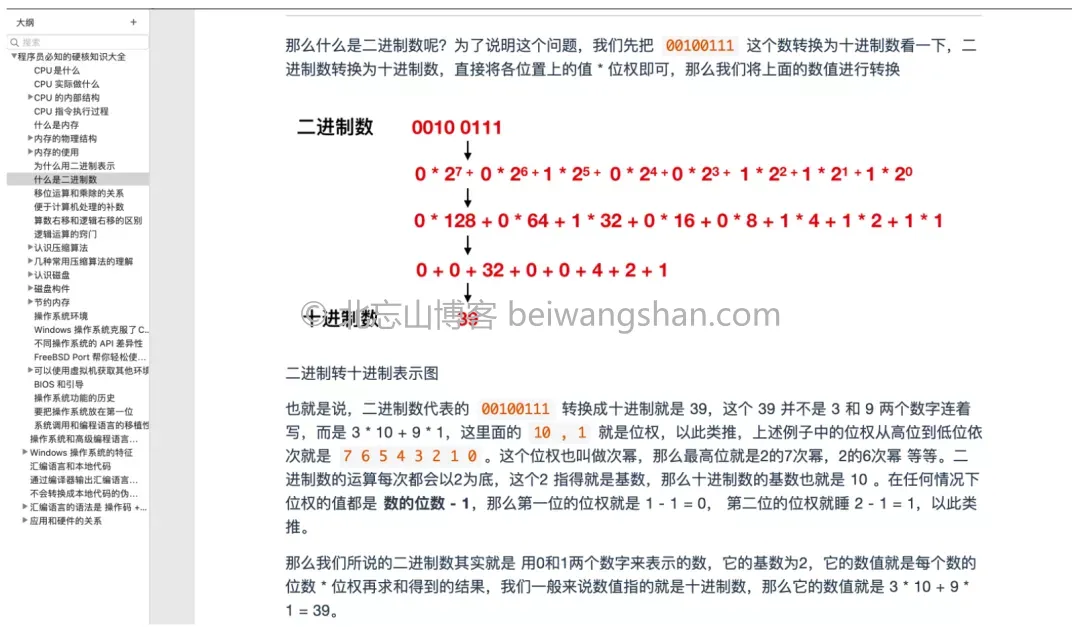 大纲
+
搜索
▼程序员必知的硬核知识大全
CPU 是什么
CPU 实际做什么
▶CPU 的内部结构
CPU 指令执行过程
什么是内存
▶内存的物理结构
▶内存的使用
为什么用二进制表示
什么是二进制数
移位运算和乘除的关系
便于计算机处理的补数
算数右移和逻辑右移的区别
逻辑运算的窍门
▶认识压缩算法
▶几种常用压缩算法的理解
▶认识磁盘
▶磁盘构件
▶节约内存
操作系统环境
Windows 操作系统克服了C...
不同操作系统的 API 差异性
FreeBSD Port 帮你轻松使...
▶可以使用虚拟机获取其他环境
BIOS 和引导
操作系统功能的历史
要把操作系统放在第一位
系统调用和编程语言的移植性
操作系统和高级编程语言...
▶Windows 操作系统的特征
汇编语言和本地代码
通过编译器输出汇编语言...
不会转换成本地代码的伪...
▶汇编语言的语法是 操作码 +...
▶应用和硬件的关系
那么什么是二进制数呢？为了说明这个问题，我们先把 00100111 这个数转换为十进制数看一下，二
进制数转换为十进制数，直接将各位置上的值 * 位权即可，那么我们将上面的数值进行转换
二进制数 0010 0111
0 * 2⁷ + 0 * 2⁶ + 1 * 2⁵ + 0 * 2⁴ + 0 * 2³ + 1 * 2² + 1 * 2¹ + 1 * 2⁰
0 * 128 + 0 * 64 + 1 * 32 + 0 * 16 + 0 * 8 + 1 * 4 + 1 * 2 + 1 * 1
0 + 0 + 32 + 0 + 0 + 4 + 2 + 1
十进制数 39
© 北忘山博客 beiwangshan.com
二进制转十进制表示图
也就是说，二进制数代表的 00100111 转换成十进制就是 39，这个 39 并不是 3 和 9 两个数字连着
写，而是 3 * 10 + 9 * 1，这里面的 10 , 1 就是位权，以此类推，上述例子中的位权从高位到低位依
次就是 7 6 5 4 3 2 1 0 。这个位权也叫做次幂，那么最高位就是2的7次幂，2的6次幂 等等。二
进制数的运算每次都会以2为底，这个2 指得就是基数，那么十进制数的基数也就是 10 。在任何情况下
位权的值都是 数的位数 - 1，那么第一位的位权就是 1 - 1 = 0， 第二位的位权就睡 2 - 1 = 1，以此类
推。
那么我们所说的二进制数其实就是 用0和1两个数字来表示的数，它的基数为2，它的数值就是每个数的
位数 * 位权再求和得到的结果，我们一般来说数值指的就是十进制数，那么它的数值就是 3 * 10 + 9 *
1 = 39。